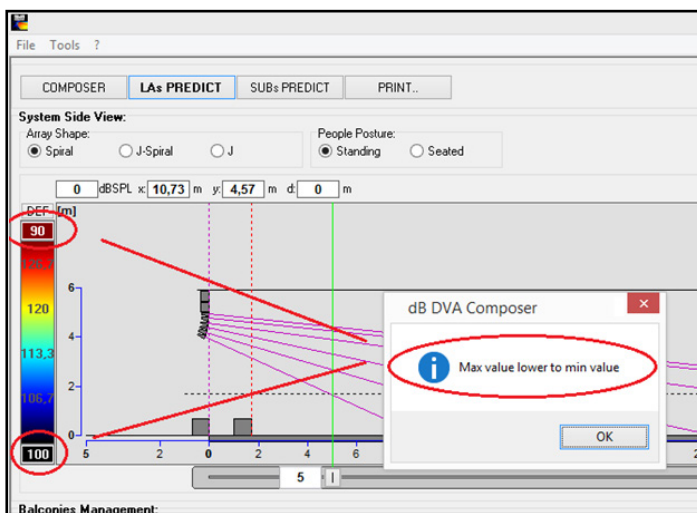 File Tools ?
COMPOSER LAs PREDICT SUBs PREDICT PRINT..
System Side View:
Array Shape: People Posture:
Spiral J-Spiral J Standing Seated
0 dBSPL x: 10,73 m y: 4,57 m d: 0 m
DEF [m]
90
126,7
6
120
dB DVA Composer
4
113,3
Max value lower to min value
2
106,7
OK
0
100
5 2 0 2 4 6 2
5
Balconies Management: